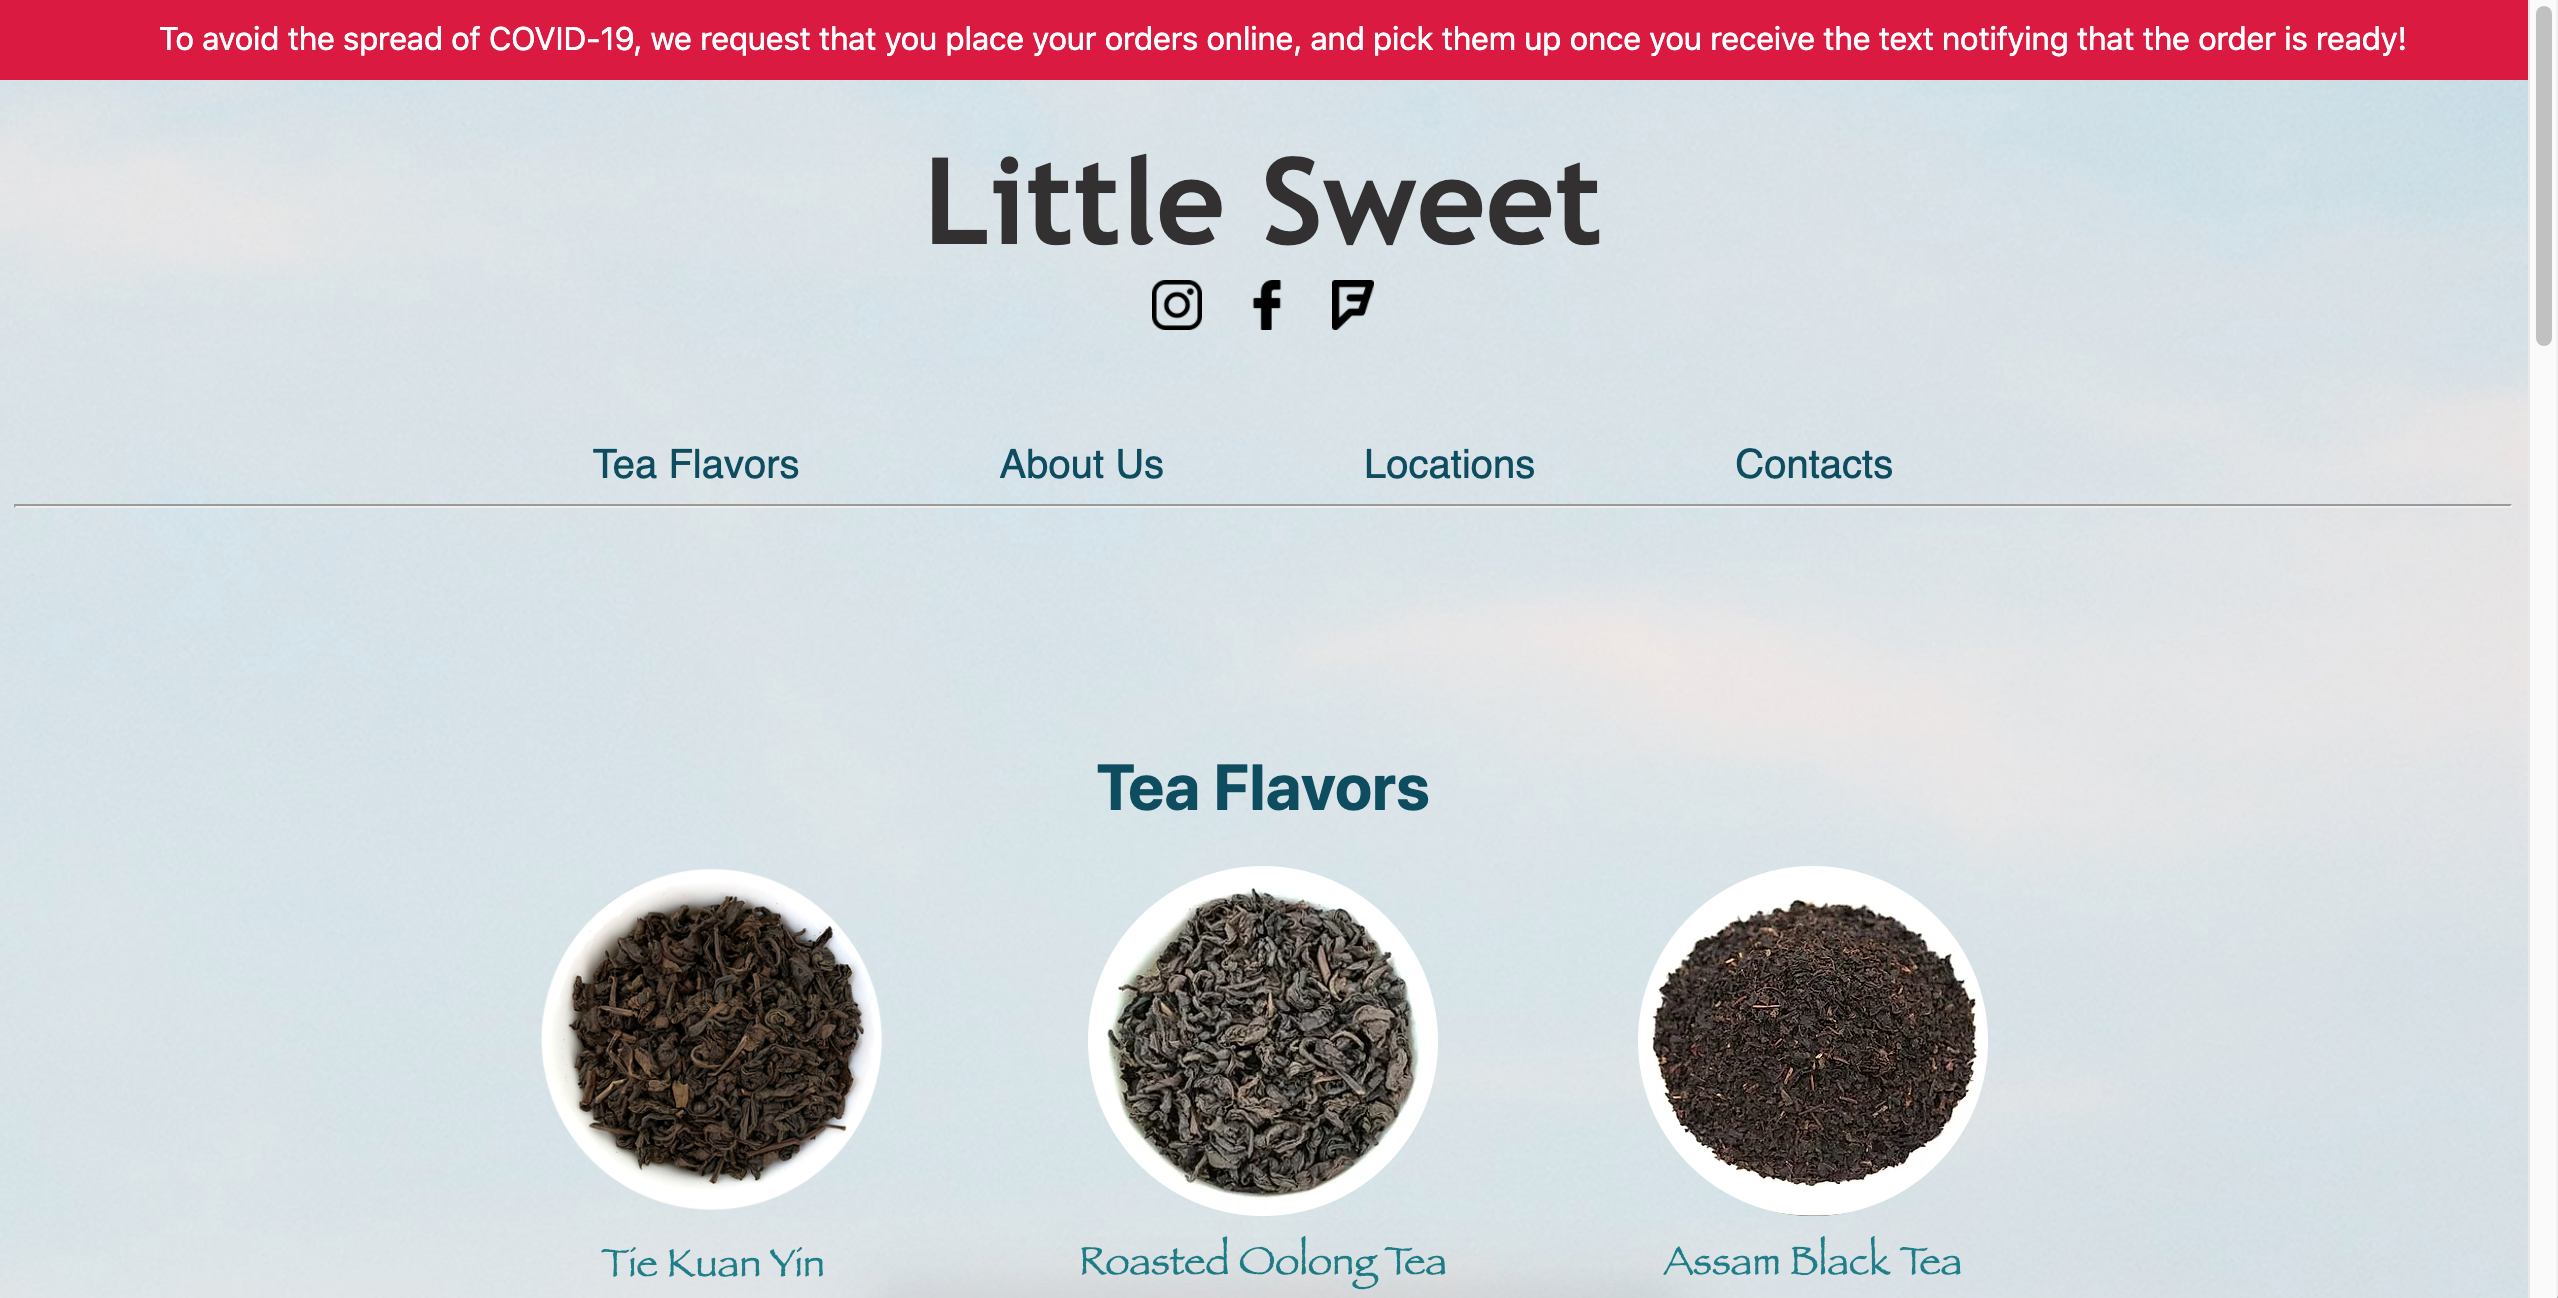 To avoid the spread of COVID-19, we request that you place your orders online, and pick them up once you receive the text notifying that the order is ready!
Little Sweet
Tea Flavors About Us Locations Contacts
Tea Flavors
Tie Kuan Yin Roasted Oolong Tea Assam Black Tea